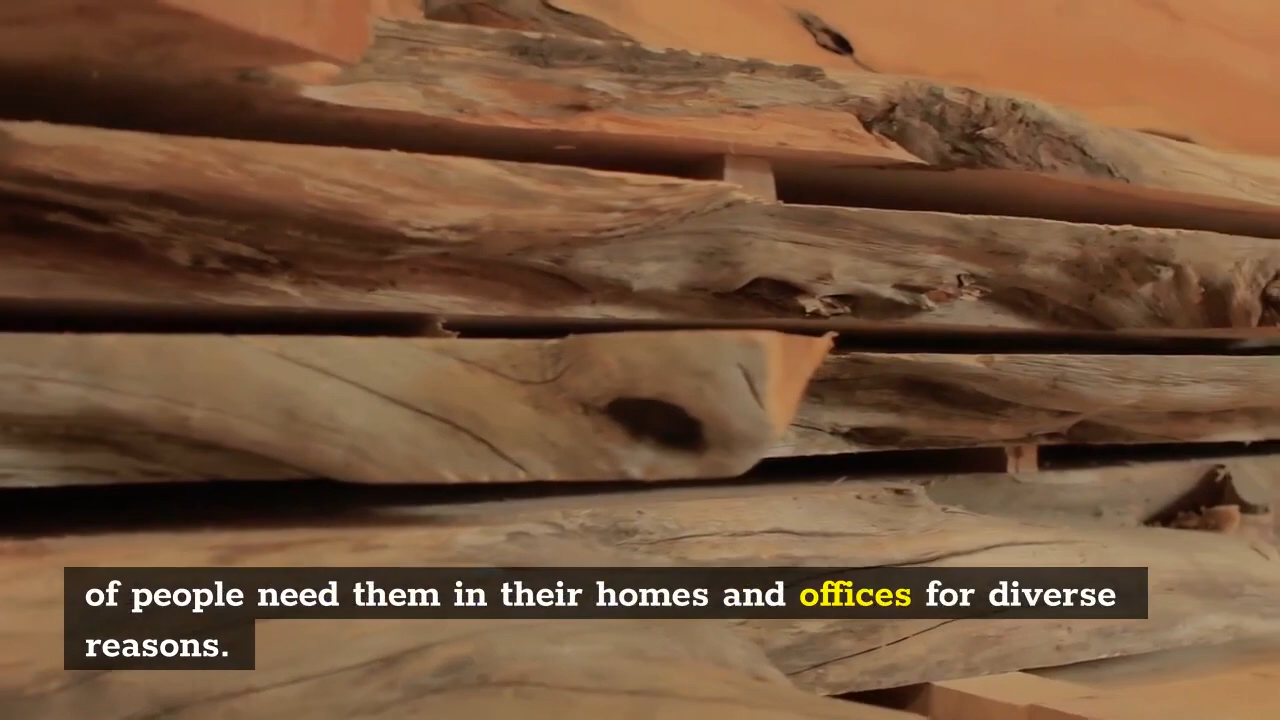 of people need them in their homes and offices for diverse
reasons.